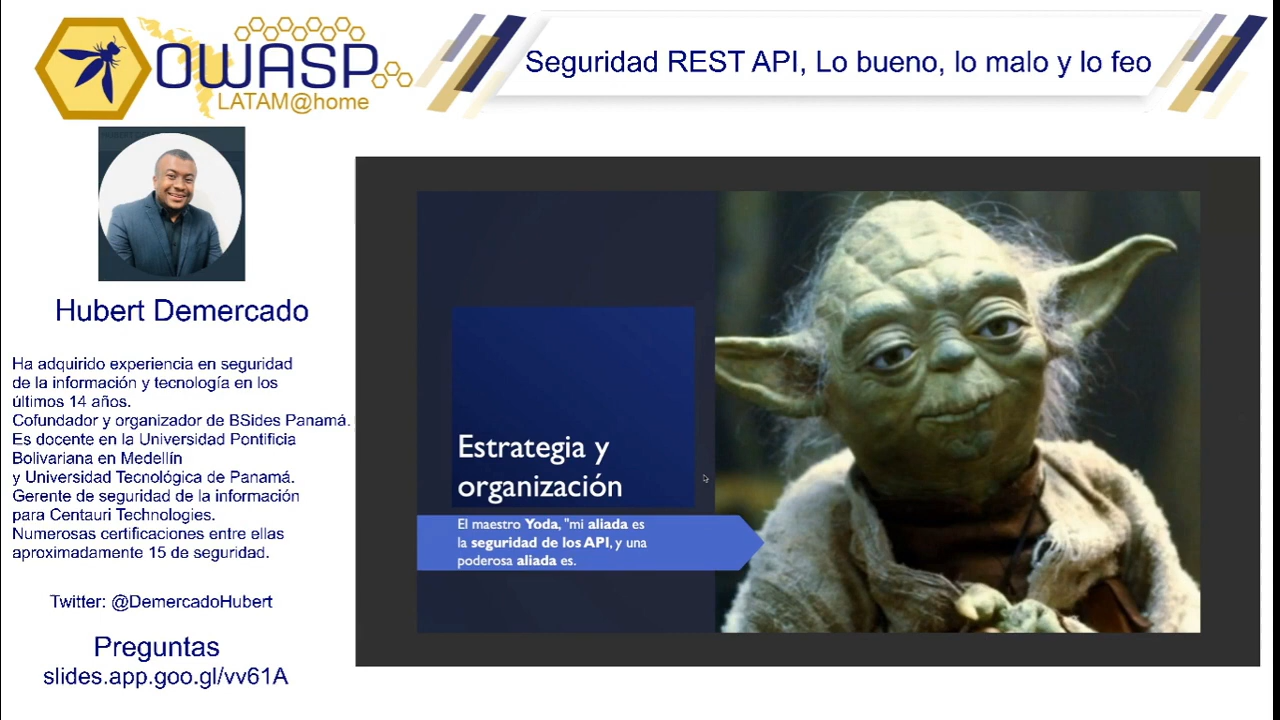 OWASP
LATAM@home
Seguridad REST API, Lo bueno, lo malo y lo feo
Hubert Demercado
Ha adquirido experiencia en seguridad
de la información y tecnología en los
últimos 14 años.
Cofundador y organizador de BSides Panamá.
Es docente en la Universidad Pontificia
Bolivariana en Medellín
y Universidad Tecnológica de Panamá.
Gerente de seguridad de la información
para Centauri Technologies.
Numerosas certificaciones entre ellas
aproximadamente 15 de seguridad.
Twitter: @DemercadoHubert
Preguntas
slides.app.goo.gl/vv61A
Estrategia y
organización
El maestro Yoda, "mi aliada es
la seguridad de los API, y una
poderosa aliada es.